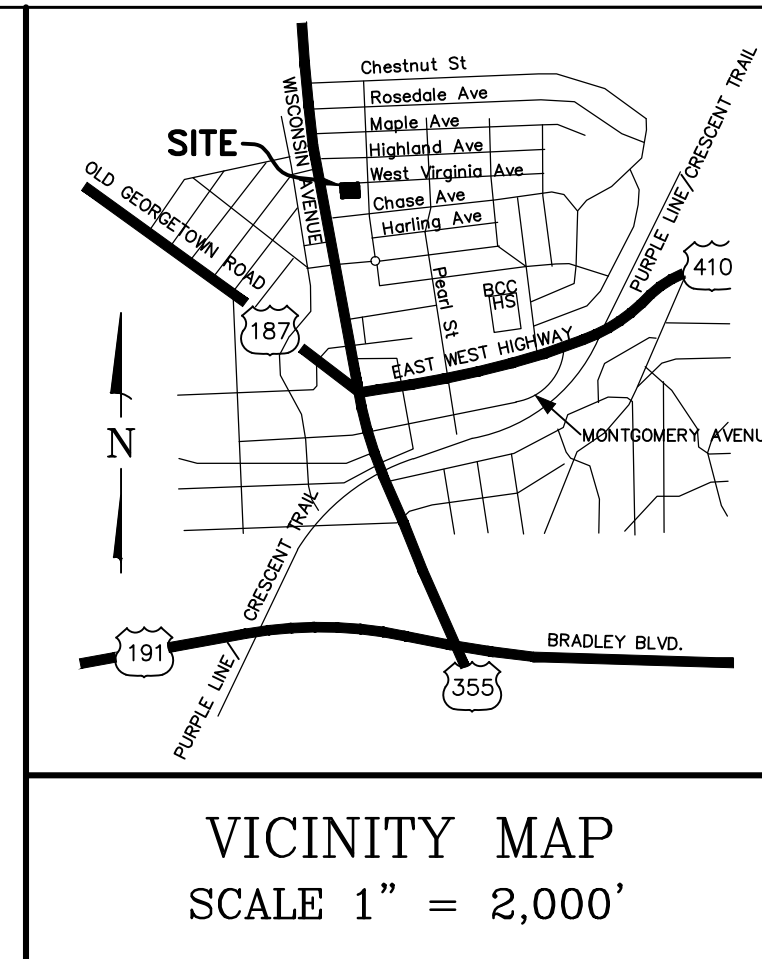 Chestnut St
Rosedale Ave
Maple Ave
Highland Ave
West Virginia Ave
Chase Ave
Harling Ave
SITE
WISCONSIN AVENUE
OLD GEORGETOWN ROAD
PURPLE LINE/CRESCENT TRAIL
410
187
Pearl St
BCC
HS
EAST WEST HIGHWAY
MONTGOMERY AVENU
N
PURPLE LINE/ CRESCENT TRAIL
191
BRADLEY BLVD.
355
VICINITY MAP
SCALE 1” = 2,000’